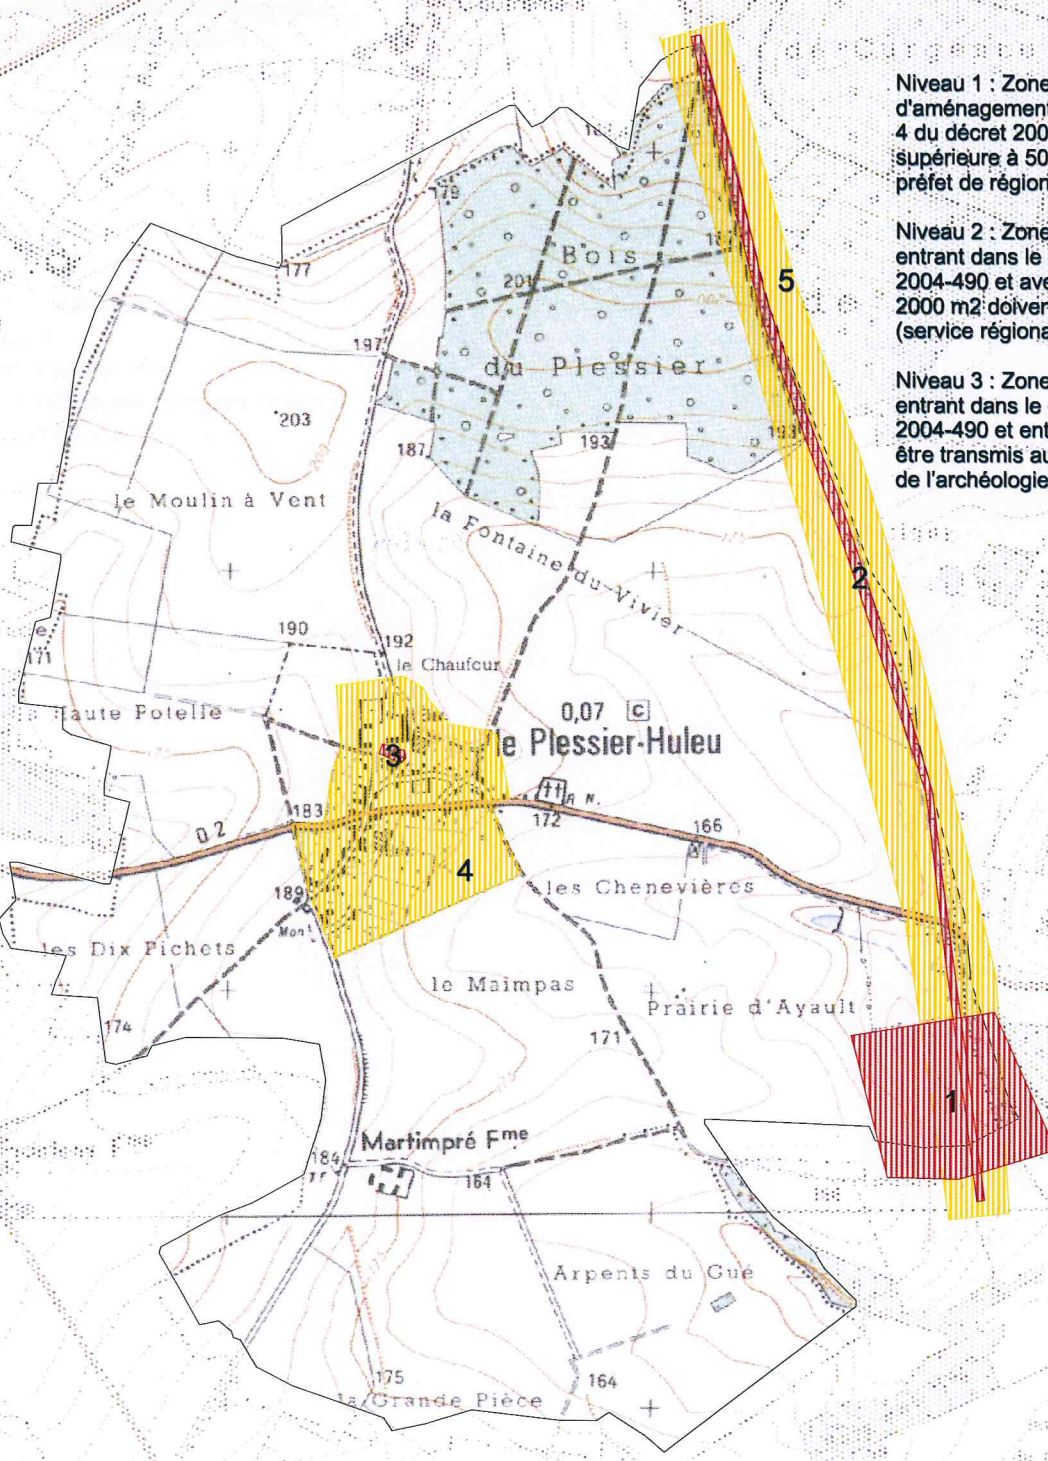 Niveau 1 : Zone
d'aménagement
4 du décret 200
supérieure à 50
préfet de région
Niveau 2 : Zone
entrant dans le
2004-490 et ave
2000 m2 doiver
(service régiona
Niveau 3 : Zone
entrant dans le
2004-490 et ent
être transmis au
de l'archéologie
179
Bois
5
177
201
197
du Plessier
203
187
193
le Moulin à Vent
la Fontaine du Vivier
2
190
192
171
le Chaufour
Haute Potelle
0,07 C
le Plessier-Huleu
3
183
D 2
172
R N.
166
4
les Chenevières
189
Mont
les Dix Pichets
le Maimpas
Prairie d'Ayault
174
171
1
Martimpré Fme
184
164
Arpents du Gué
175
164
la Grande Pièce